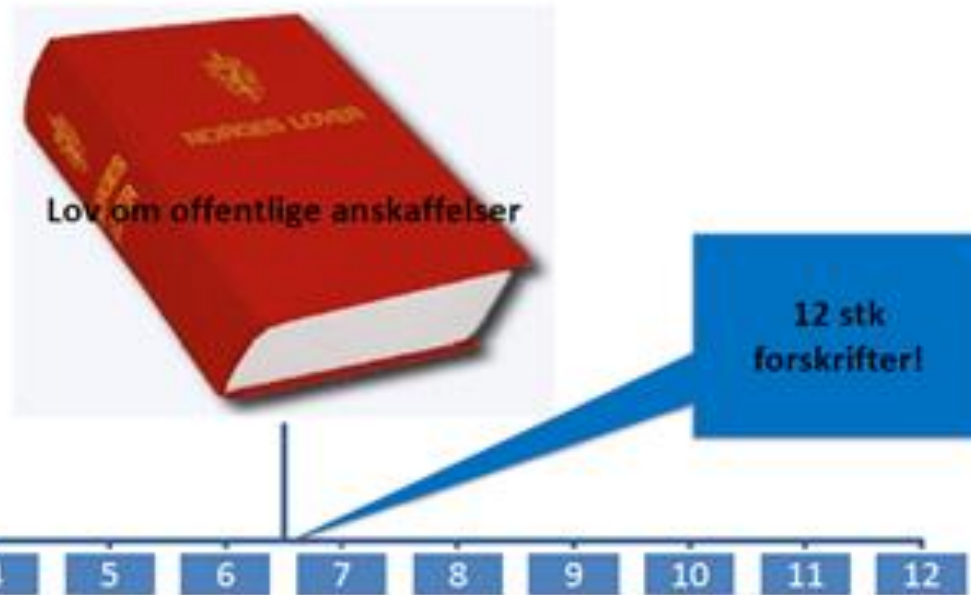 NORGES LOVER
Lov om offentlige anskaffelser
12 stk
forskrifter!
5 6 7 8 9 10 11 12